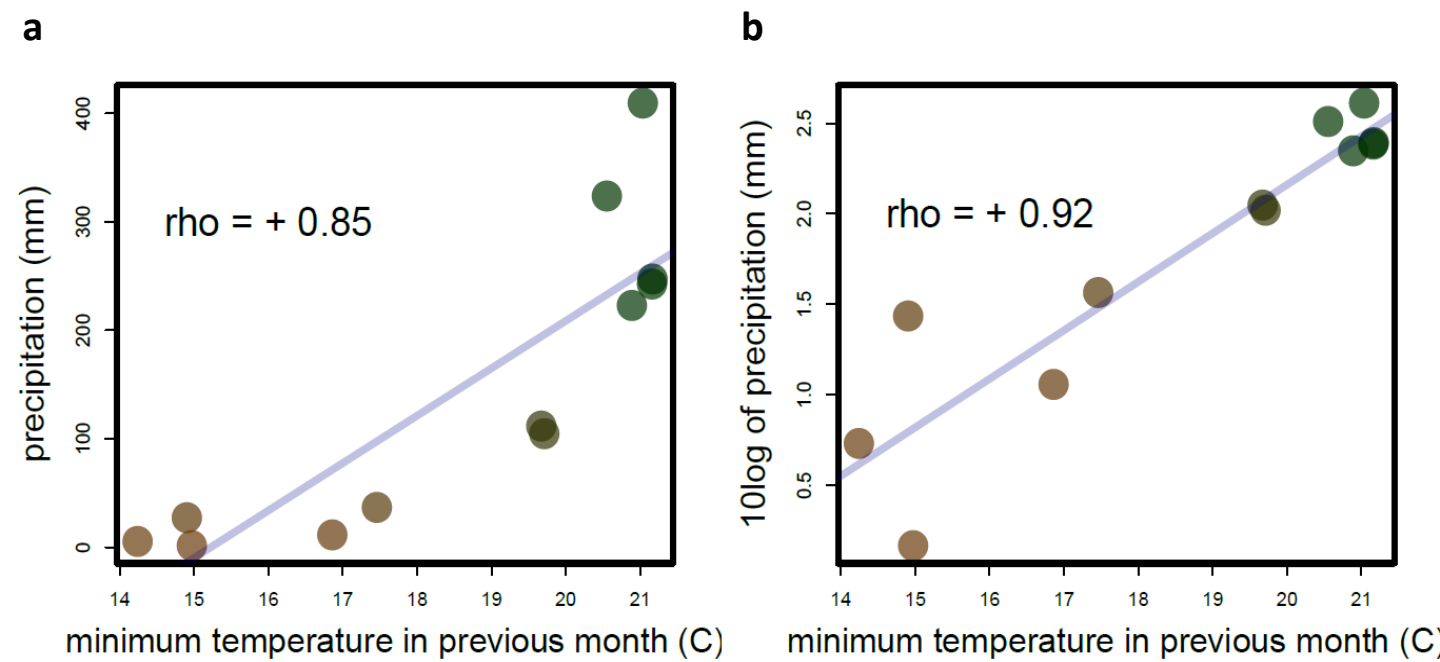 a
b
400
300
200
100
0
precipitation (mm)
rho = + 0.85
14 15 16 17 18 19 20 21
minimum temperature in previous month (C)
2.5
2.0
1.5
1.0
0.5
10log of precipitation (mm)
rho = + 0.92
14 15 16 17 18 19 20 21
minimum temperature in previous month (C)